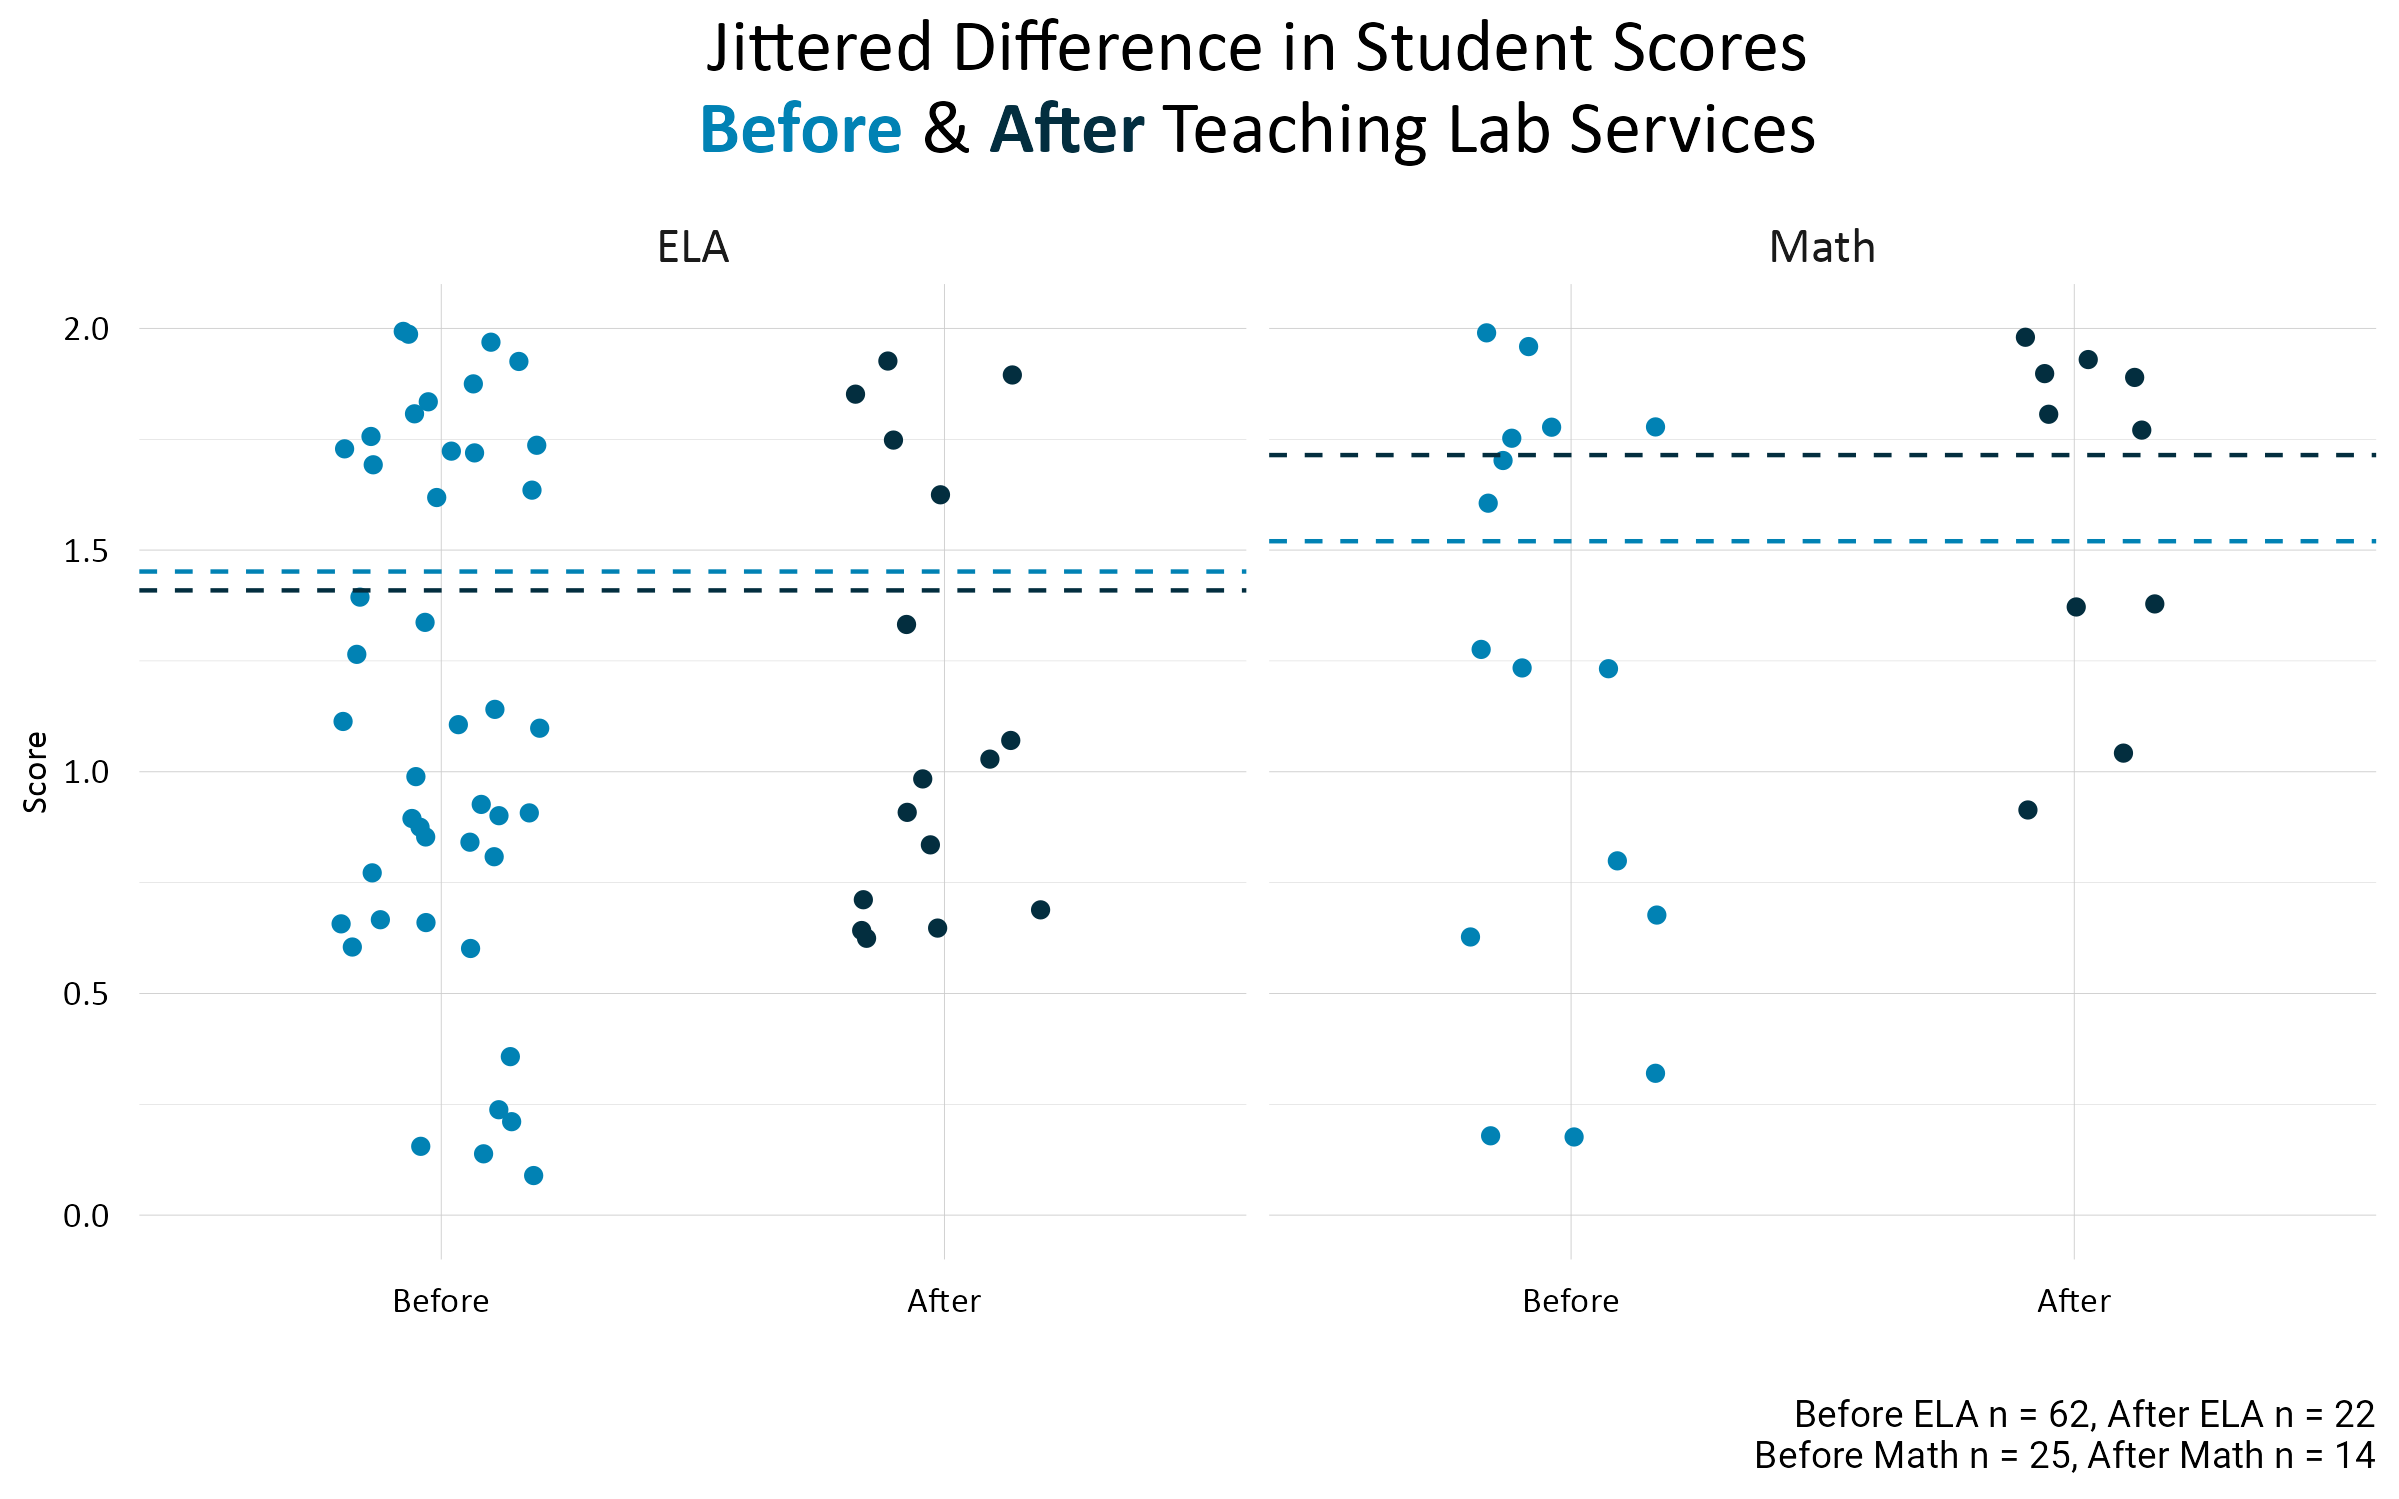 Jittered Difference in Student Scores
Before & After Teaching Lab Services
ELA
Math
Score
2.0
1.5
1.0
0.5
0.0
Before
After
Before
After
Before ELA n = 62, After ELA n = 22
Before Math n = 25, After Math n = 14